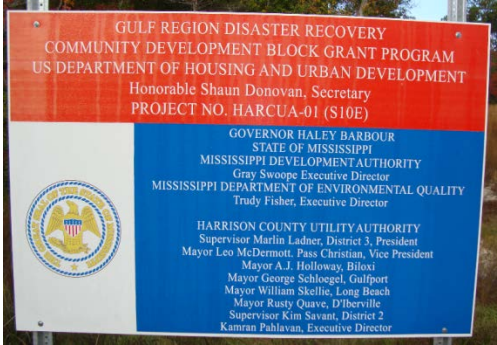 GULF REGION DISASTER RECOVERY
COMMUNITY DEVELOPMENT BLOCK GRANT PROGRAM
US DEPARTMENT OF HOUSING AND URBAN DEVELOPMENT
Honorable Shaun Donovan, Secretary
PROJECT NO. HARCUA-01 (S10E)
GOVERNOR HALEY BARBOUR
STATE OF MISSISSIPPI
MISSISSIPPI DEVELOPMENT AUTHORITY
Gray Swoope Executive Director
MISSISSIPPI DEPARTMENT OF ENVIRONMENTAL QUALITY
Trudy Fisher, Executive Director
HARRISON COUNTY UTILITY AUTHORITY
Supervisor Marlin Ladner, District 3, President
Mayor Leo McDermott. Pass Christian, Vice President
Mayor A.J. Holloway, Biloxi
Mayor George Schloegel, Gulfport
Mayor William Skellie, Long Beach
Mayor Rusty Quave, D'Iberville
Supervisor Kim Savant, District 2
Kamran Pahlavan, Executive Director